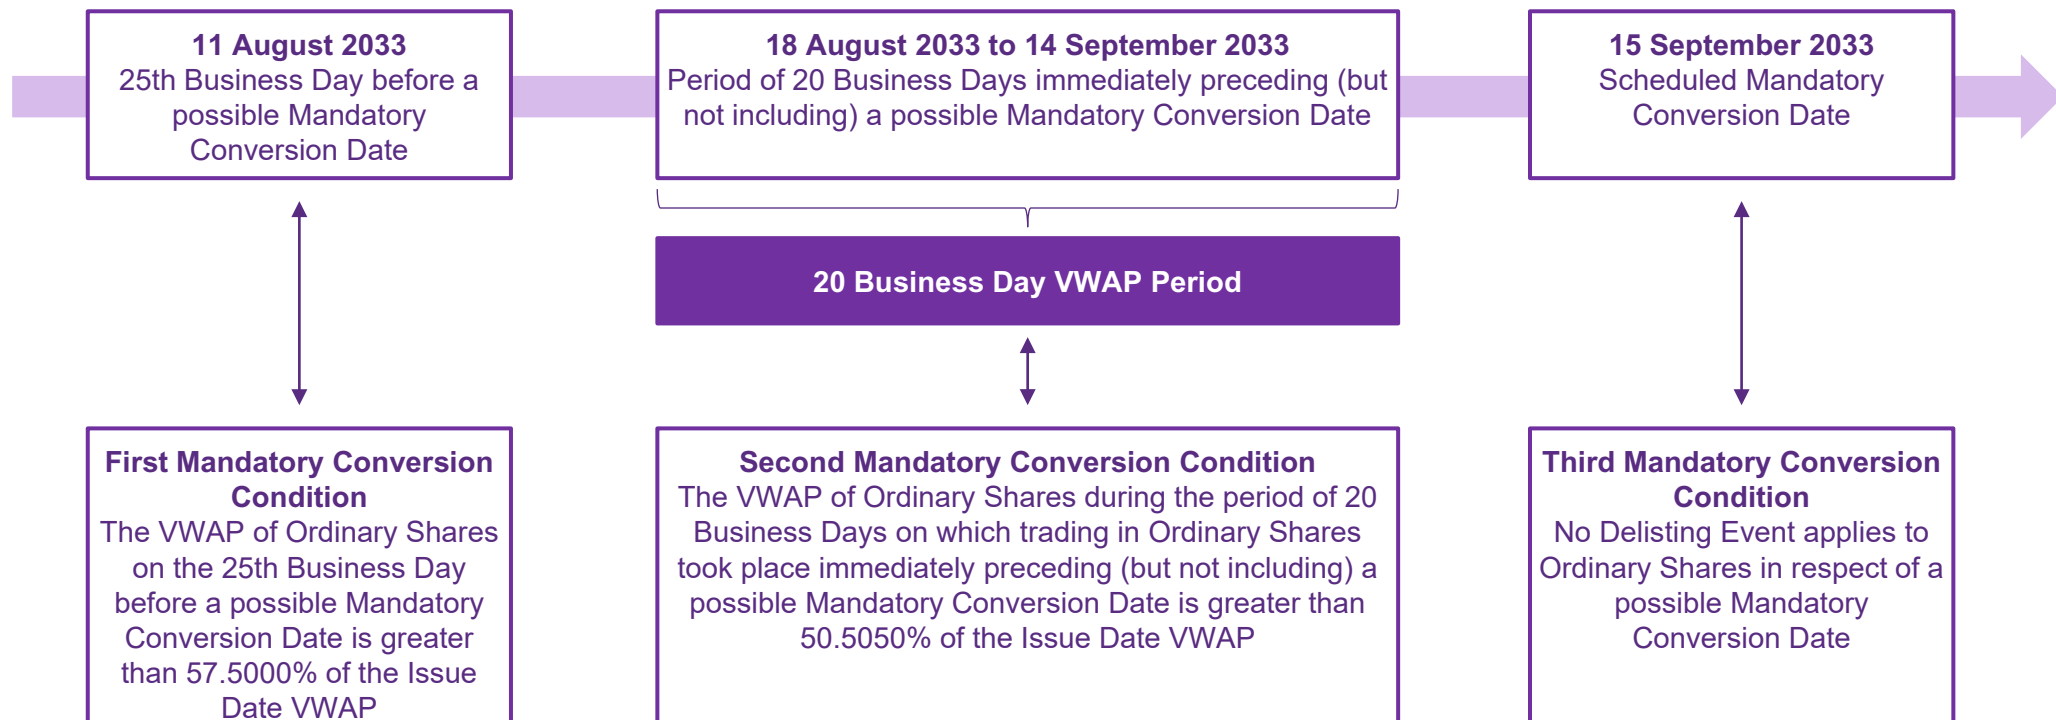 11 August 2033
25th Business Day before a
possible Mandatory
Conversion Date
18 August 2033 to 14 September 2033
Period of 20 Business Days immediately preceding (but
not including) a possible Mandatory Conversion Date
15 September 2033
Scheduled Mandatory
Conversion Date
20 Business Day VWAP Period
First Mandatory Conversion
Condition
The VWAP of Ordinary Shares
on the 25th Business Day
before a possible Mandatory
Conversion Date is greater
than 57.5000% of the Issue
Date VWAP
Second Mandatory Conversion Condition
The VWAP of Ordinary Shares during the period of 20
Business Days on which trading in Ordinary Shares
took place immediately preceding (but not including) a
possible Mandatory Conversion Date is greater than
50.5050% of the Issue Date VWAP
Third Mandatory Conversion
Condition
No Delisting Event applies to
Ordinary Shares in respect of a
possible Mandatory
Conversion Date